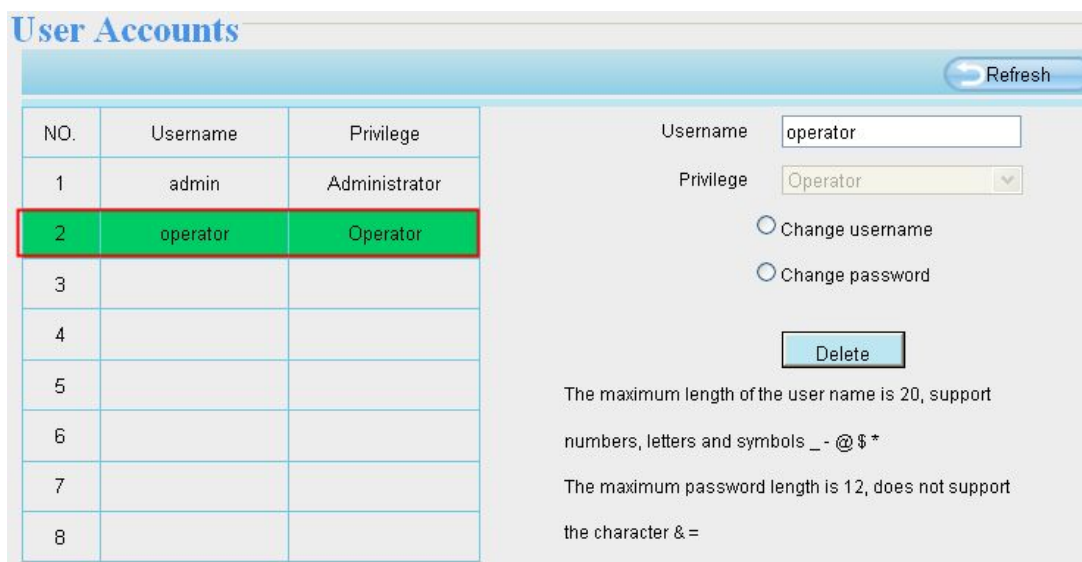 User Accounts
Refresh
NO. Username Privilege
1 admin Administrator
2 operator Operator
3
4
5
6
7
8
Username operator
Privilege Operator
Change username
Change password
Delete
The maximum length of the user name is 20, support
numbers, letters and symbols _ - @ $ *
The maximum password length is 12, does not support
the character & =